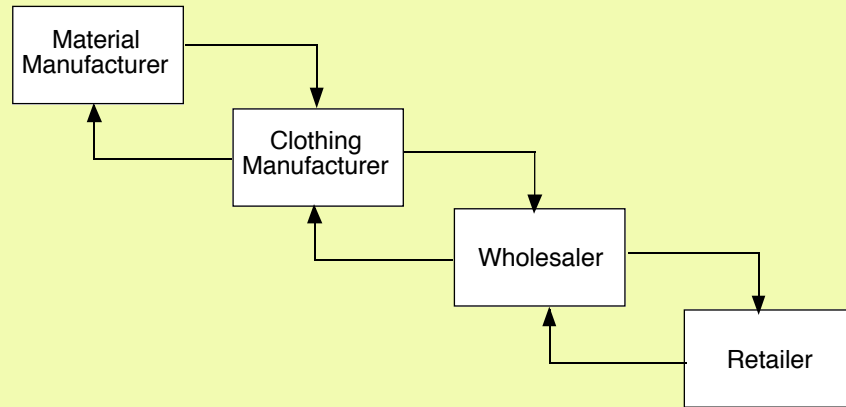 Material
Manufacturer
Clothing
Manufacturer
Wholesaler
Retailer